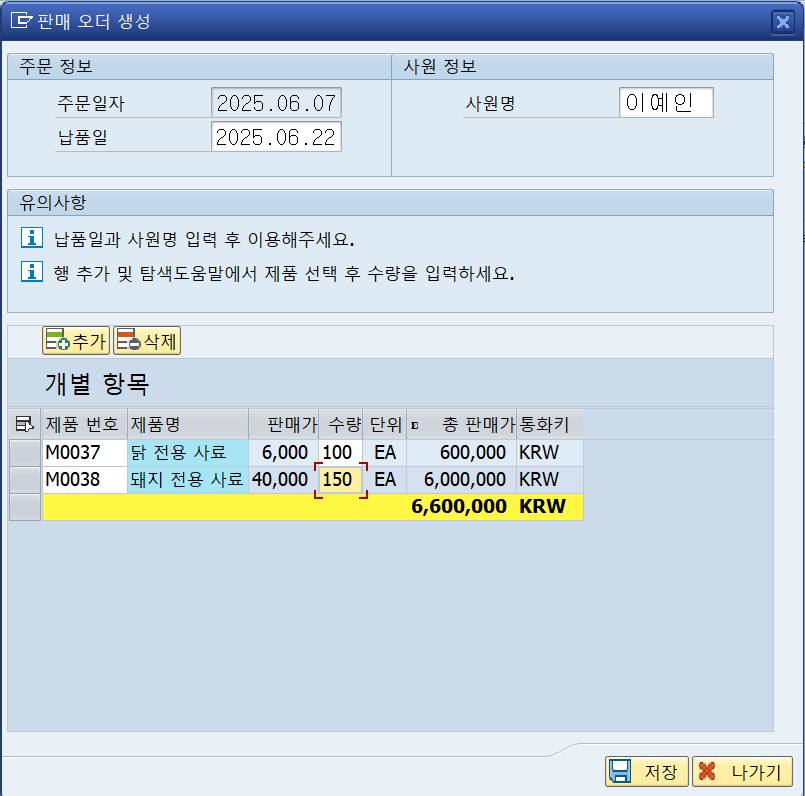 판매 오더 생성
주문 정보 사원 정보
주문일자 2025.06.07 사원명 이예인
납품일 2025.06.22
유의사항
납품일과 사원명 입력 후 이용해주세요.
행 추가 및 탐색도움말에서 제품 선택 후 수량을 입력하세요.
추가 삭제
개별 항목
제품 번호 제품명 판매가 수량 단위 Σ 총 판매가 통화키
M0037 닭 전용 사료 6,000 100 EA 600,000 KRW
M0038 돼지 전용 사료 40,000 150 EA 6,000,000 KRW
6,600,000 KRW
저장 나가기